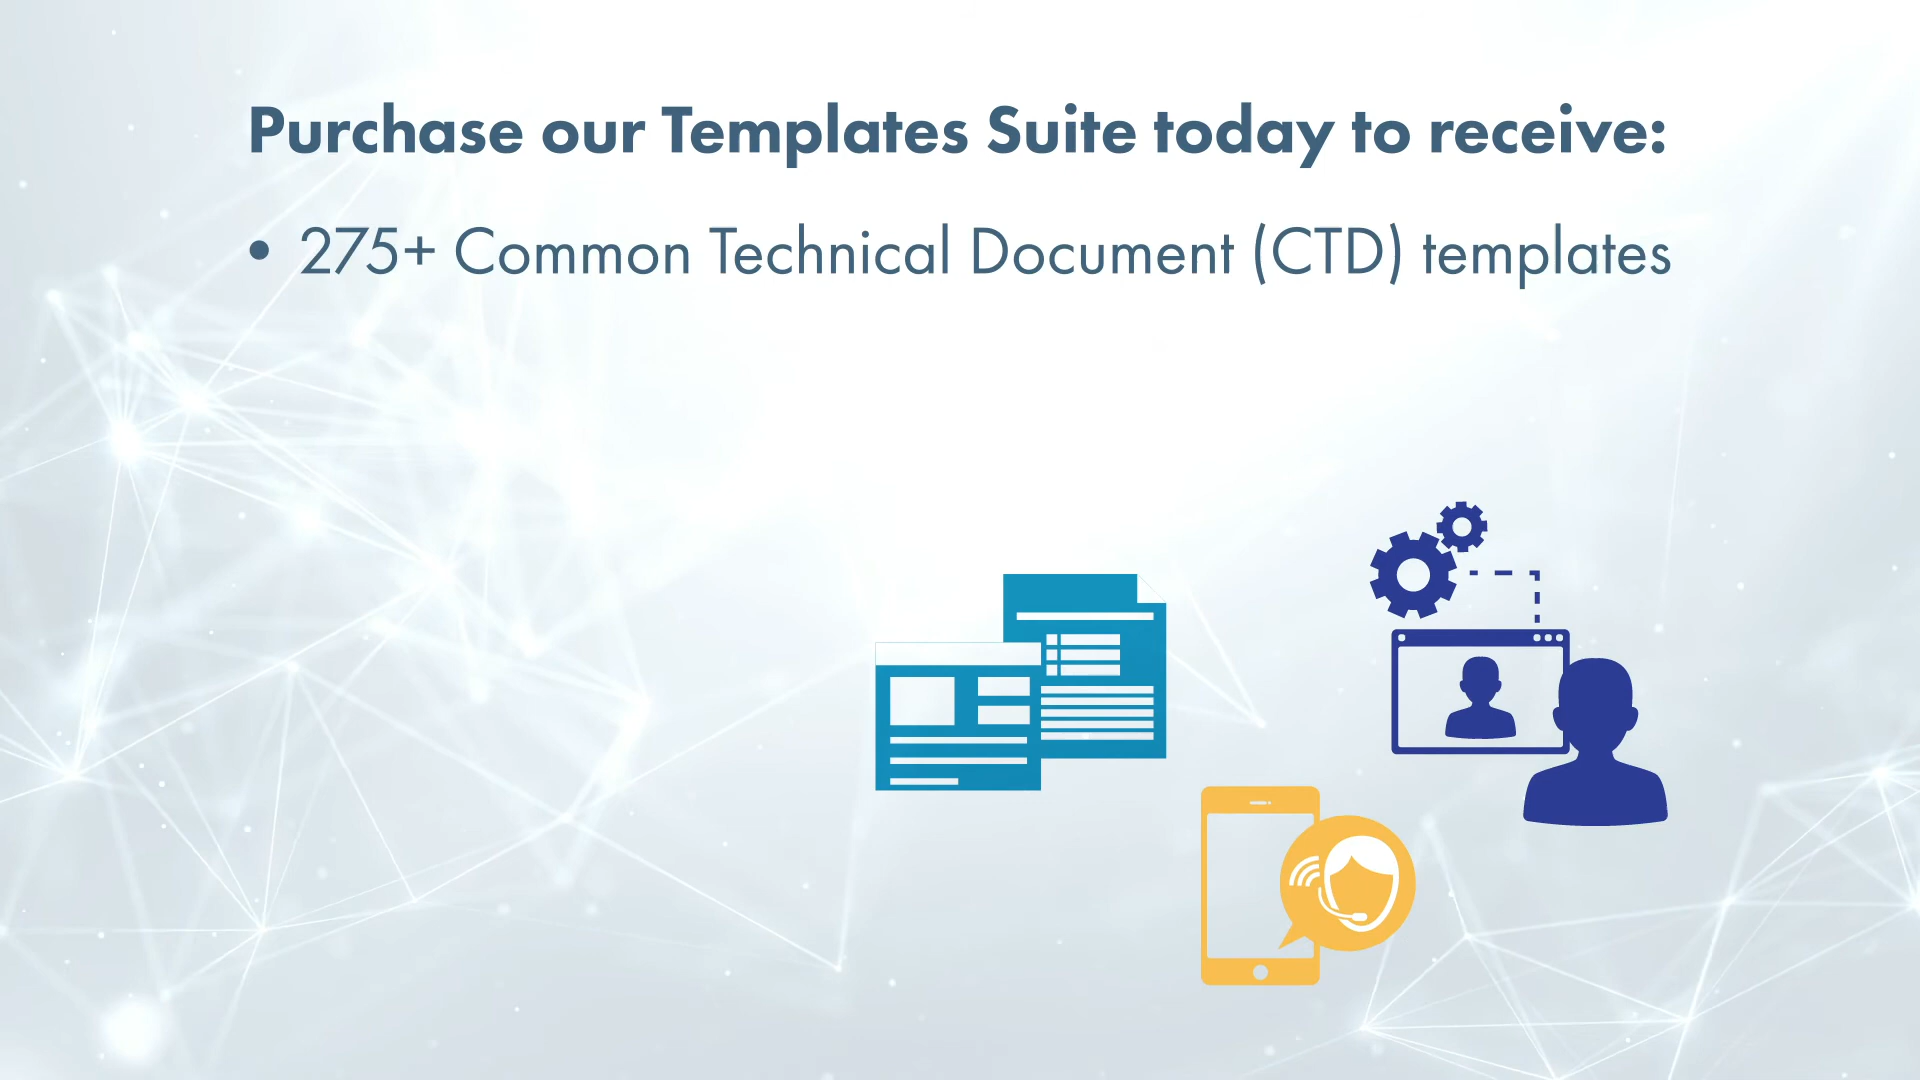 Purchase our Templates Suite today to receive:
• 275+ Common Technical Document (CTD) templates